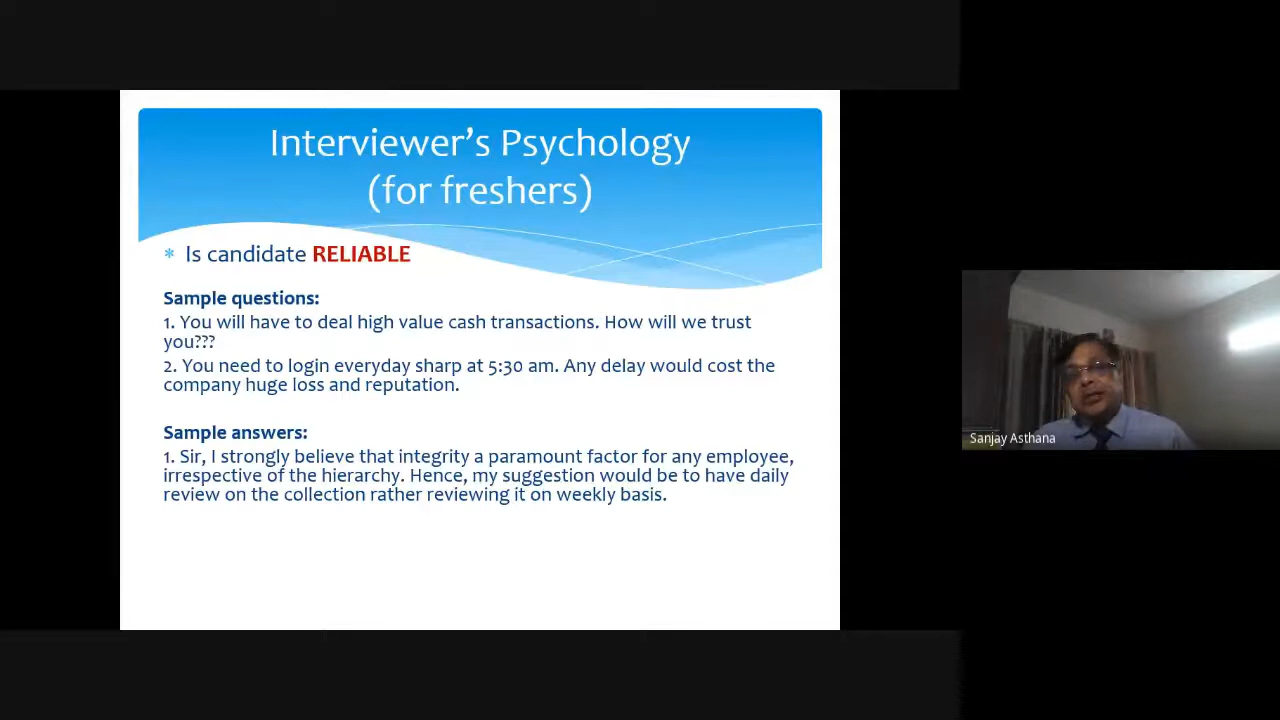 Interviewer’s Psychology
(for freshers)
* Is candidate RELIABLE
Sample questions:
1. You will have to deal high value cash transactions. How will we trust
you???
2. You need to login everyday sharp at 5:30 am. Any delay would cost the
company huge loss and reputation.
Sample answers:
1. Sir, I strongly believe that integrity a paramount factor for any employee,
irrespective of the hierarchy. Hence, my suggestion would be to have daily
review on the collection rather reviewing it on weekly basis.
Sanjay Asthana